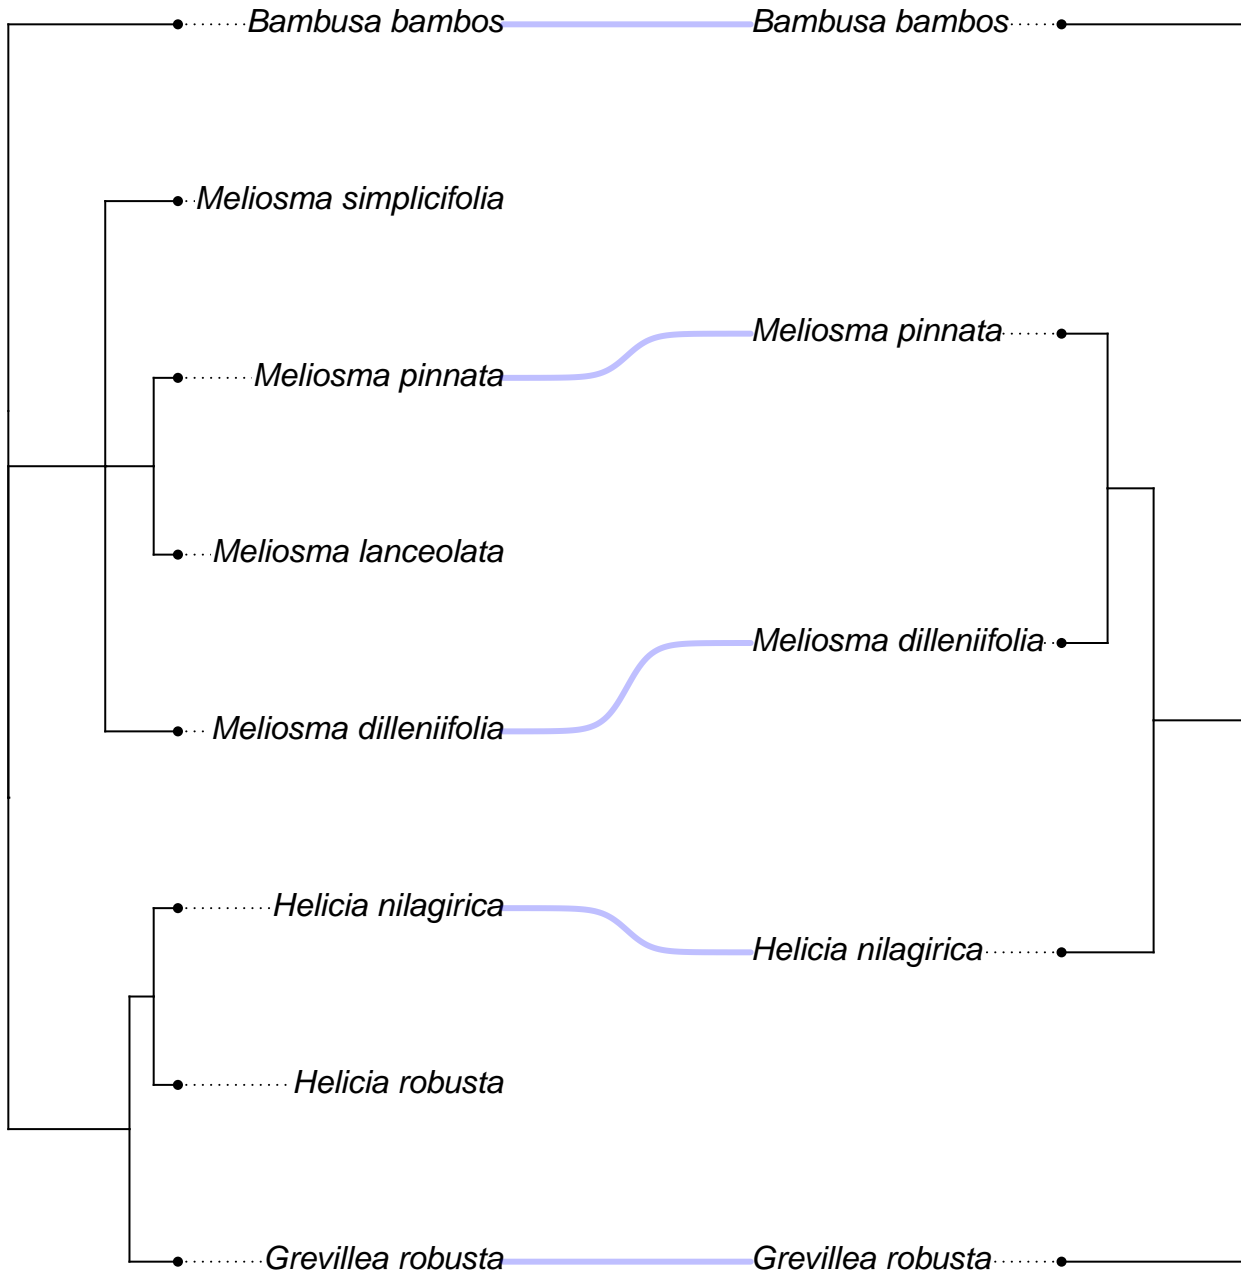 Bambusa bambos Bambusa bambos
Meliosma simplicifolia
Meliosma pinnata
Meliosma pinnata
Meliosma lanceolata
Meliosma dilleniifolia
Meliosma dilleniifolia
Helicia nilagirica
Helicia nilagirica
Helicia robusta
Grevillea robusta Grevillea robusta